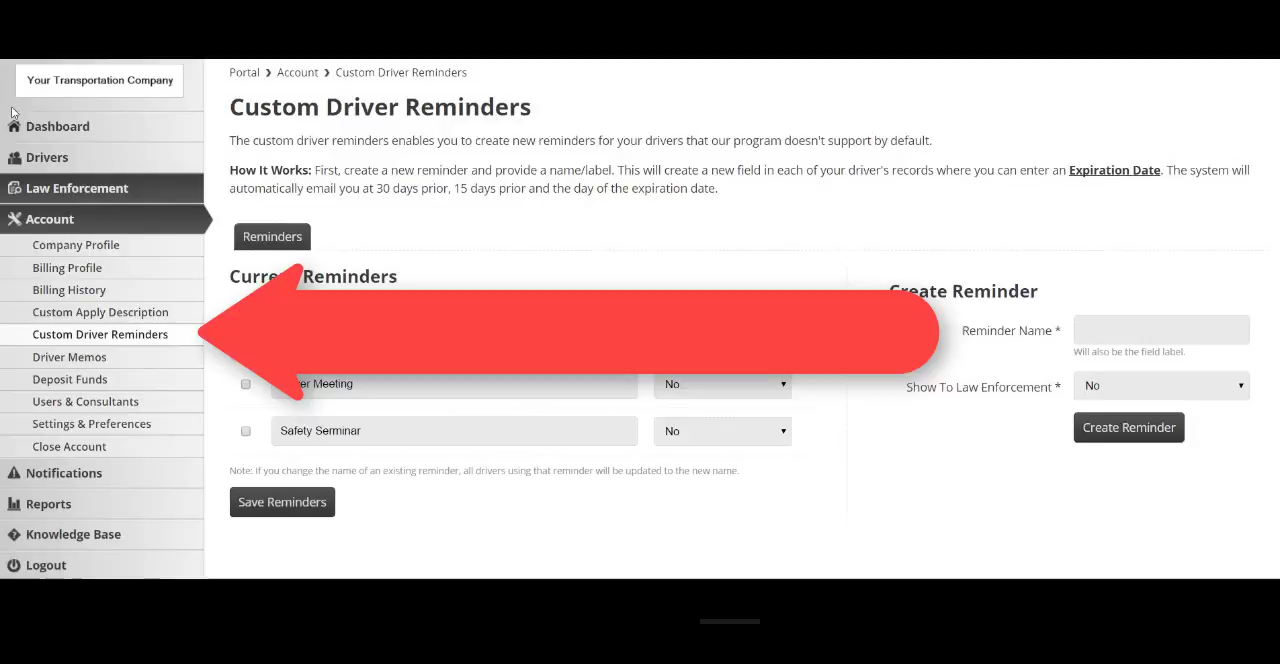 Your Transportation Company
Dashboard
Drivers
Law Enforcement
Account
Company Profile
Billing Profile
Billing History
Custom Apply Description
Custom Driver Reminders
Driver Memos
Deposit Funds
Users & Consultants
Settings & Preferences
Close Account
Notifications
Reports
Knowledge Base
Logout
Portal ❯ Account ❯ Custom Driver Reminders
Custom Driver Reminders
The custom driver reminders enables you to create new reminders for your drivers that our program doesn't support by default.
How It Works: First, create a new reminder and provide a name/label. This will create a new field in each of your driver's records where you can enter an Expiration Date. The system will
automatically email you at 30 days prior, 15 days prior and the day of the expiration date.
Reminders
Current Reminders
Meeting No
Safety Serminar No
Note: if you change the name of an existing reminder, all drivers using that reminder will be updated to the new name.
Save Reminders
Create Reminder
Reminder Name *
Will also be the field label.
Show To Law Enforcement * No
Create Reminder